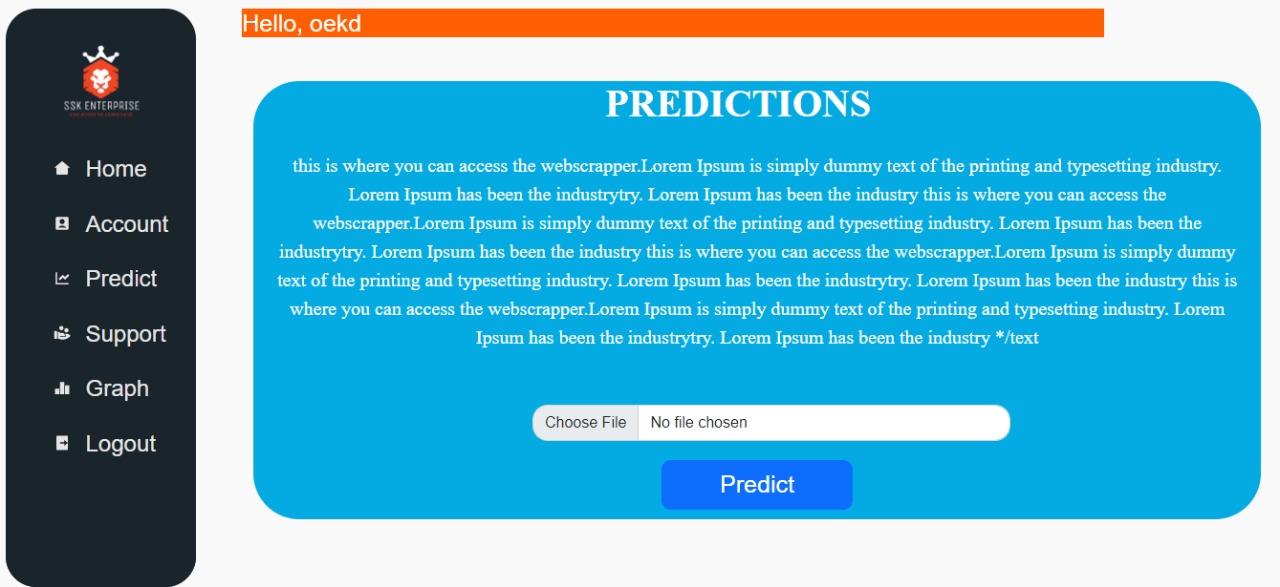 Hello, oekd
SSK ENTERPRISE
Home
Account
Predict
Support
Graph
Logout
PREDICTIONS
this is where you can access the webscrapper.Lorem Ipsum is simply dummy text of the printing and typesetting industry.
Lorem Ipsum has been the industrytry. Lorem Ipsum has been the industry this is where you can access the
webscrapper.Lorem Ipsum is simply dummy text of the printing and typesetting industry. Lorem Ipsum has been the
industrytry. Lorem Ipsum has been the industry this is where you can access the webscrapper.Lorem Ipsum is simply dummy
text of the printing and typesetting industry. Lorem Ipsum has been the industrytry. Lorem Ipsum has been the industry this is
where you can access the webscrapper.Lorem Ipsum is simply dummy text of the printing and typesetting industry. Lorem
Ipsum has been the industrytry. Lorem Ipsum has been the industry */text
Choose File No file chosen
Predict